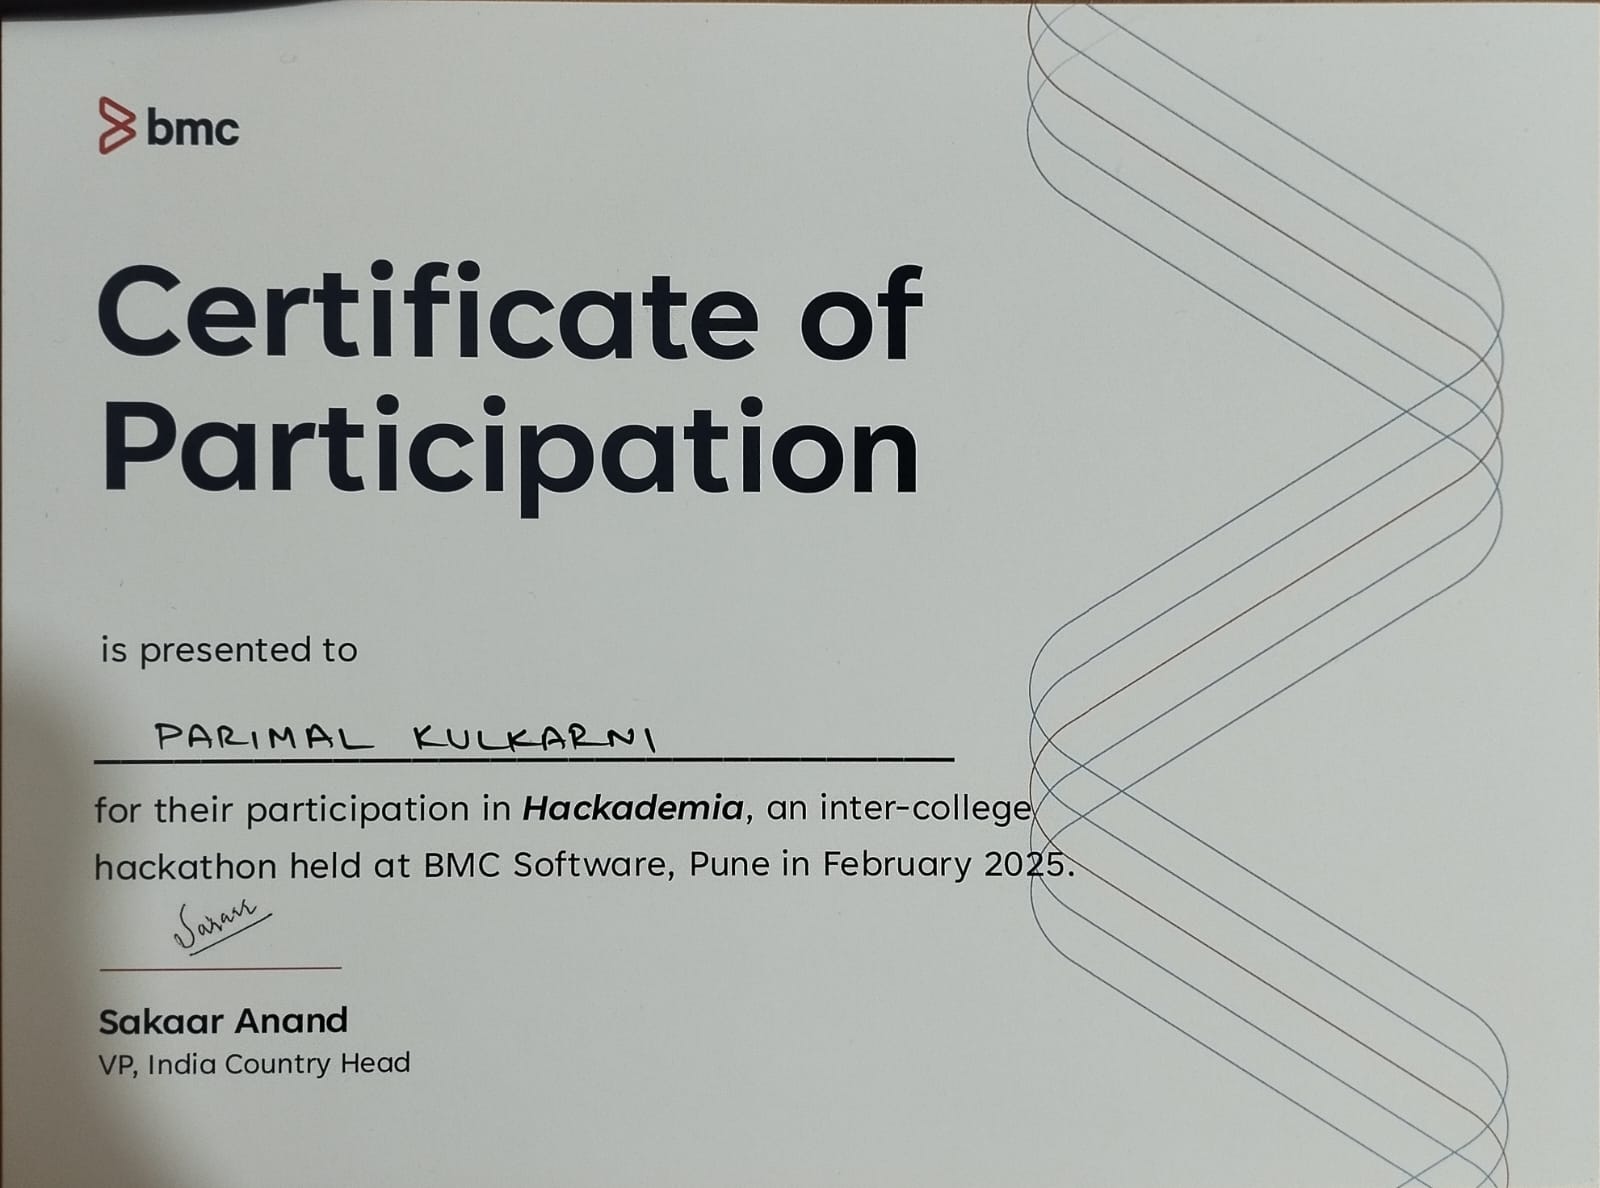 bmc
Certificate of
Participation
is presented to
PARIMAL KULKARNI
for their participation in Hackademia, an inter-college
hackathon held at BMC Software, Pune in February 2025.
Sakaar Anand
VP, India Country Head